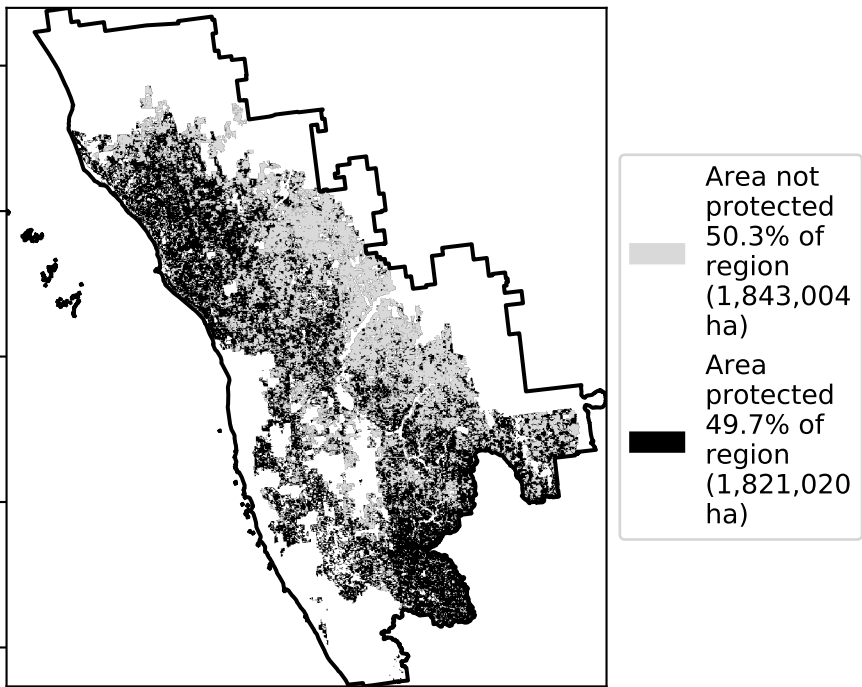 Area not
protected
50.3% of
region
(1,843,004
ha)
Area
protected
49.7% of
region
(1,821,020
ha)